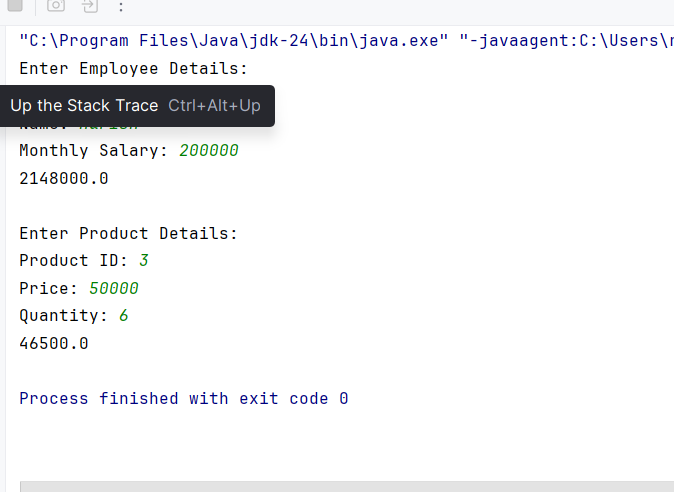 "C:\Program Files\Java\jdk-24\bin\java.exe" "-javaagent:C:\Users\
Enter Employee Details:
Up the Stack Trace Ctrl+Alt+Up
Name:
Monthly Salary: 200000
2148000.0
Enter Product Details:
Product ID: 3
Price: 50000
Quantity: 6
46500.0
Process finished with exit code 0